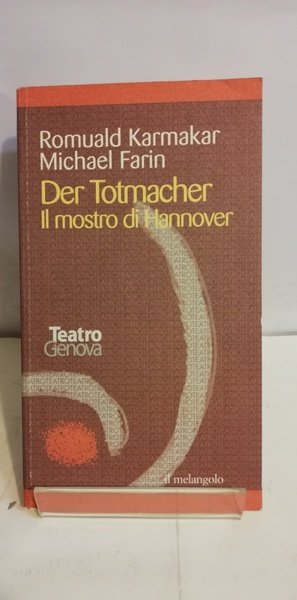 Romuald Karmakar
Michael Farin
Der Totmacher
Il mostro di Hannover
Teatro
Genova
il melangolo